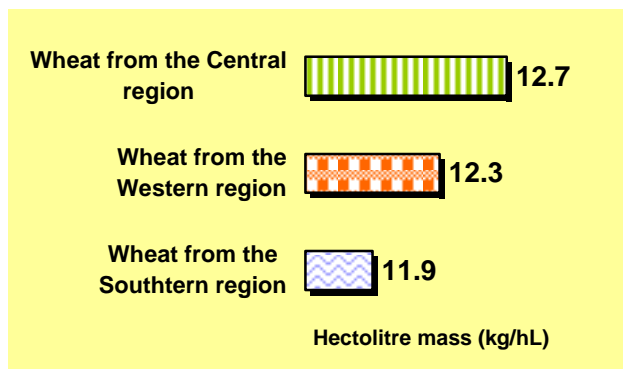 Wheat from the Central
region
12.7
Wheat from the
Western region
12.3
Wheat from the
Southtern region
11.9
Hectolitre mass (kg/hL)